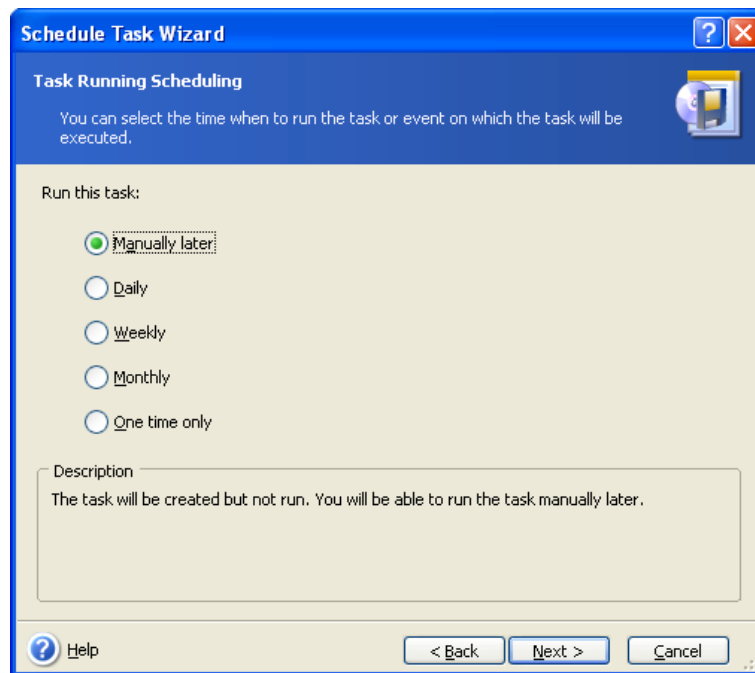 Schedule Task Wizard
?
Task Running Scheduling
You can select the time when to run the task or event on which the task will be
executed.
Run this task:
Manually later
Daily
Weekly
Monthly
One time only
Description
The task will be created but not run. You will be able to run the task manually later.
? Help
< Back
Next >
Cancel